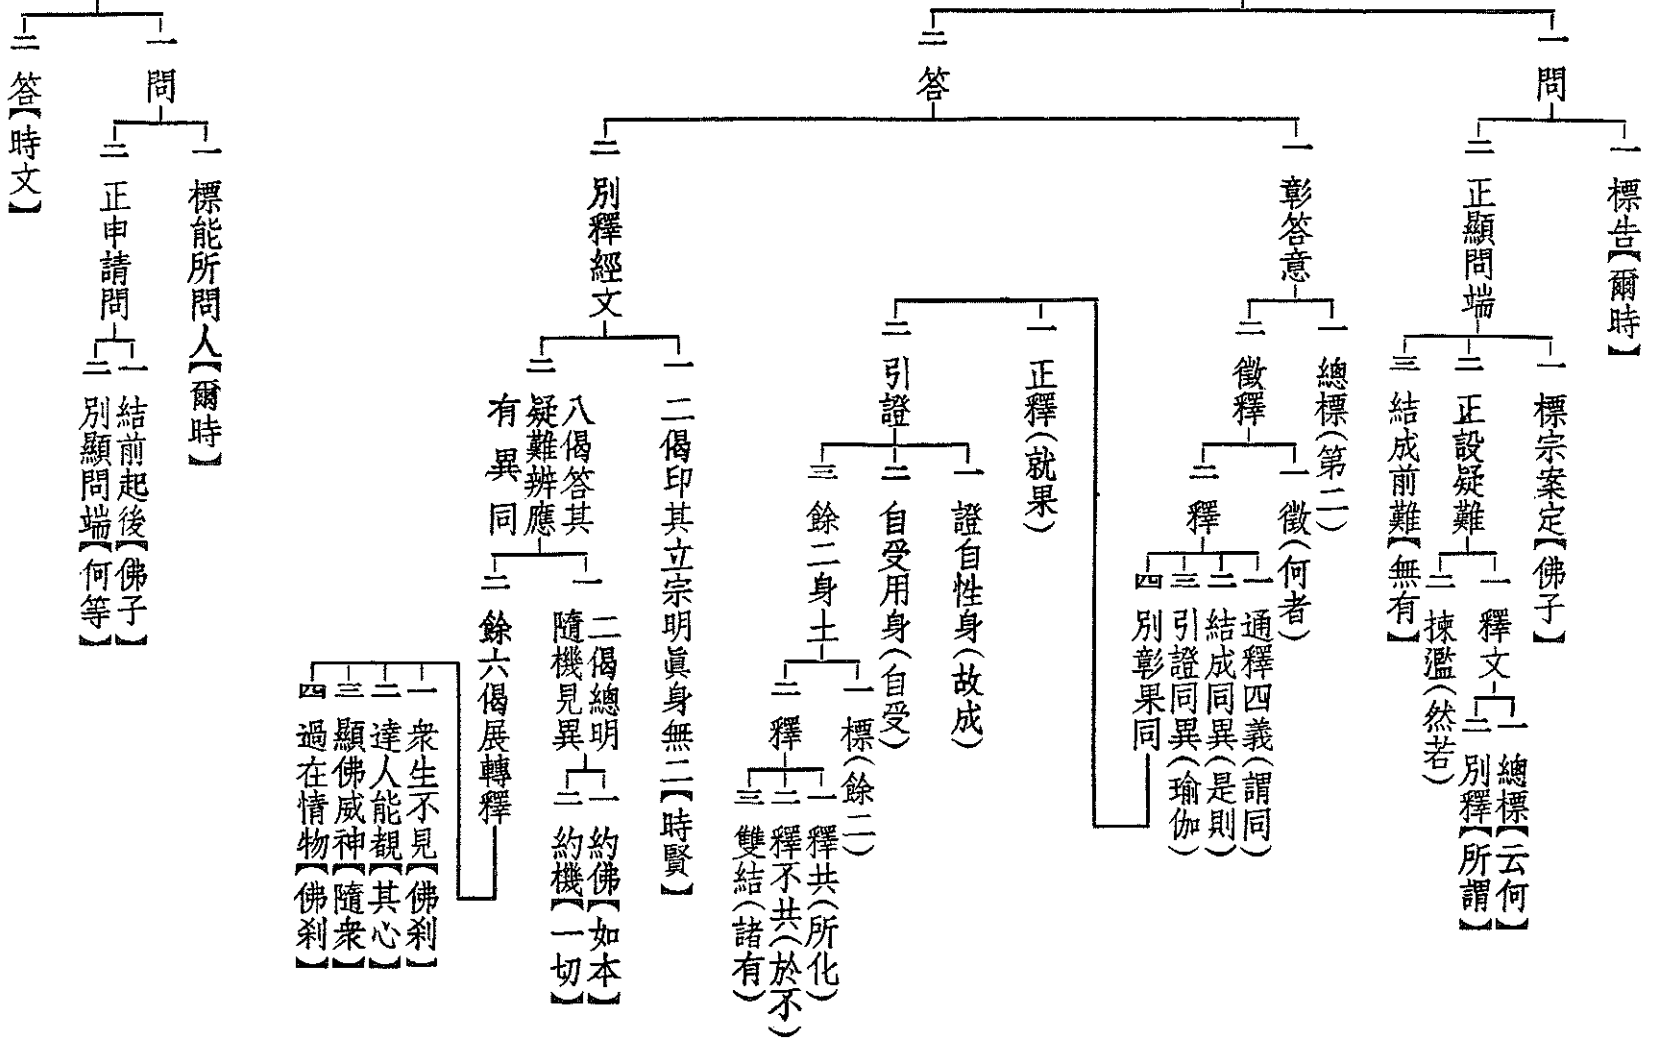 一 問
一 標告【爾時】
二 正顯問端
一 標宗案定【佛子】
二 正設疑難
一 釋文
一 總標【云何】
二 別釋【所謂】
二 揀濫(然若)
三 結成前難【無有】
二 答
一 彰答意
一 總標(第二)
二 徵釋
一 徵(何者)
二 釋
一 通釋四義(謂同)
二 結成同異(是則)
三 引證同異(瑜伽)
四 別彰果同
一 正釋(就果)
二 引證
一 證自性身(故成)
二 自受用身(自受)
三 餘二身土
一 標(餘二)
二 釋
一 釋共(所化)
二 釋不共(於不)
三 雙結(諸有)
二 別釋經文
一 二偈印其立宗明眞身無二【時賢】
二 八偈答其疑難辨應有異同
一 二偈總明隨機見異
一 約佛【如本】
二 約機【一切】
二 餘六偈展轉釋
一 衆生不見【佛刹】
二 達人能覩【其心】
三 顯佛威神【隨衆】
四 過在情物【佛刹】
一 問
一 標能所問人【爾時】
二 正申請問
一 結前起後【佛子】
二 別顯問端【何等】
二 答【時文】